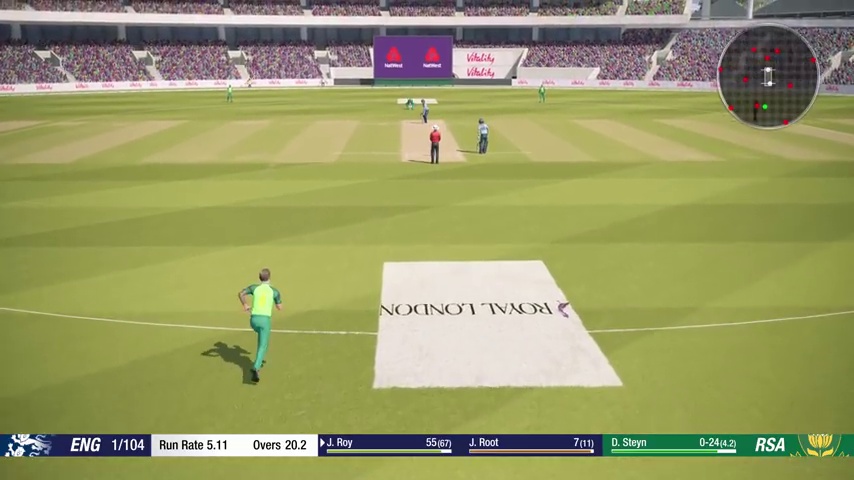 NatWest NatWest
Vitality
Vitality
ROYAL LONDON
ENG 1/104 Run Rate 5.11 Overs 20.2 J. Roy 55(67) J. Root 7(11) D. Steyn 0-24(4.2) RSA